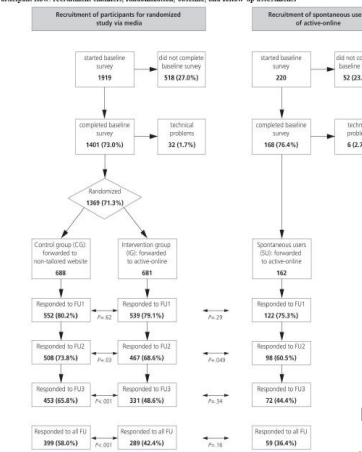 Recruitment of participants for randomized
study via media
Recruitment of spontaneous
of active-online
started baseline
survey
1919
did not complete
baseline survey
518 (27.0%)
started baseline
survey
220
did not
baseline
52 (23.
completed baseline
survey
1401 (73.0%)
technical
problems
32 (1.7%)
completed baseline
survey
168 (76.4%)
6 (2.7
Randomized
1369 (71.3%)
Control group (CG):
forwarded to
non-tailored website
688
Intervention group
(IG): forwarded
to active-online
681
Spontaneous users
(SU): forwarded
to active-online
162
Responded to FU1
552 (80.2%)
P=.62
Responded to FU1
539 (79.1%)
P=.29
Responded to FU1
122 (75.3%)
Responded to FU2
508 (73.8%)
P=.03
Responded to FU2
467 (68.6%)
P=.049
Responded to FU2
98 (60.5%)
Responded to FU3
453 (65.8%)
P<.001
Responded to FU3
331 (48.6%)
P=.34
Responded to FU3
72 (44.4%)
Responded to all FU
399 (58.0%)
P<.001
Responded to all FU
289 (42.4%)
P=.16
Responded to all FU
59 (36.4%)